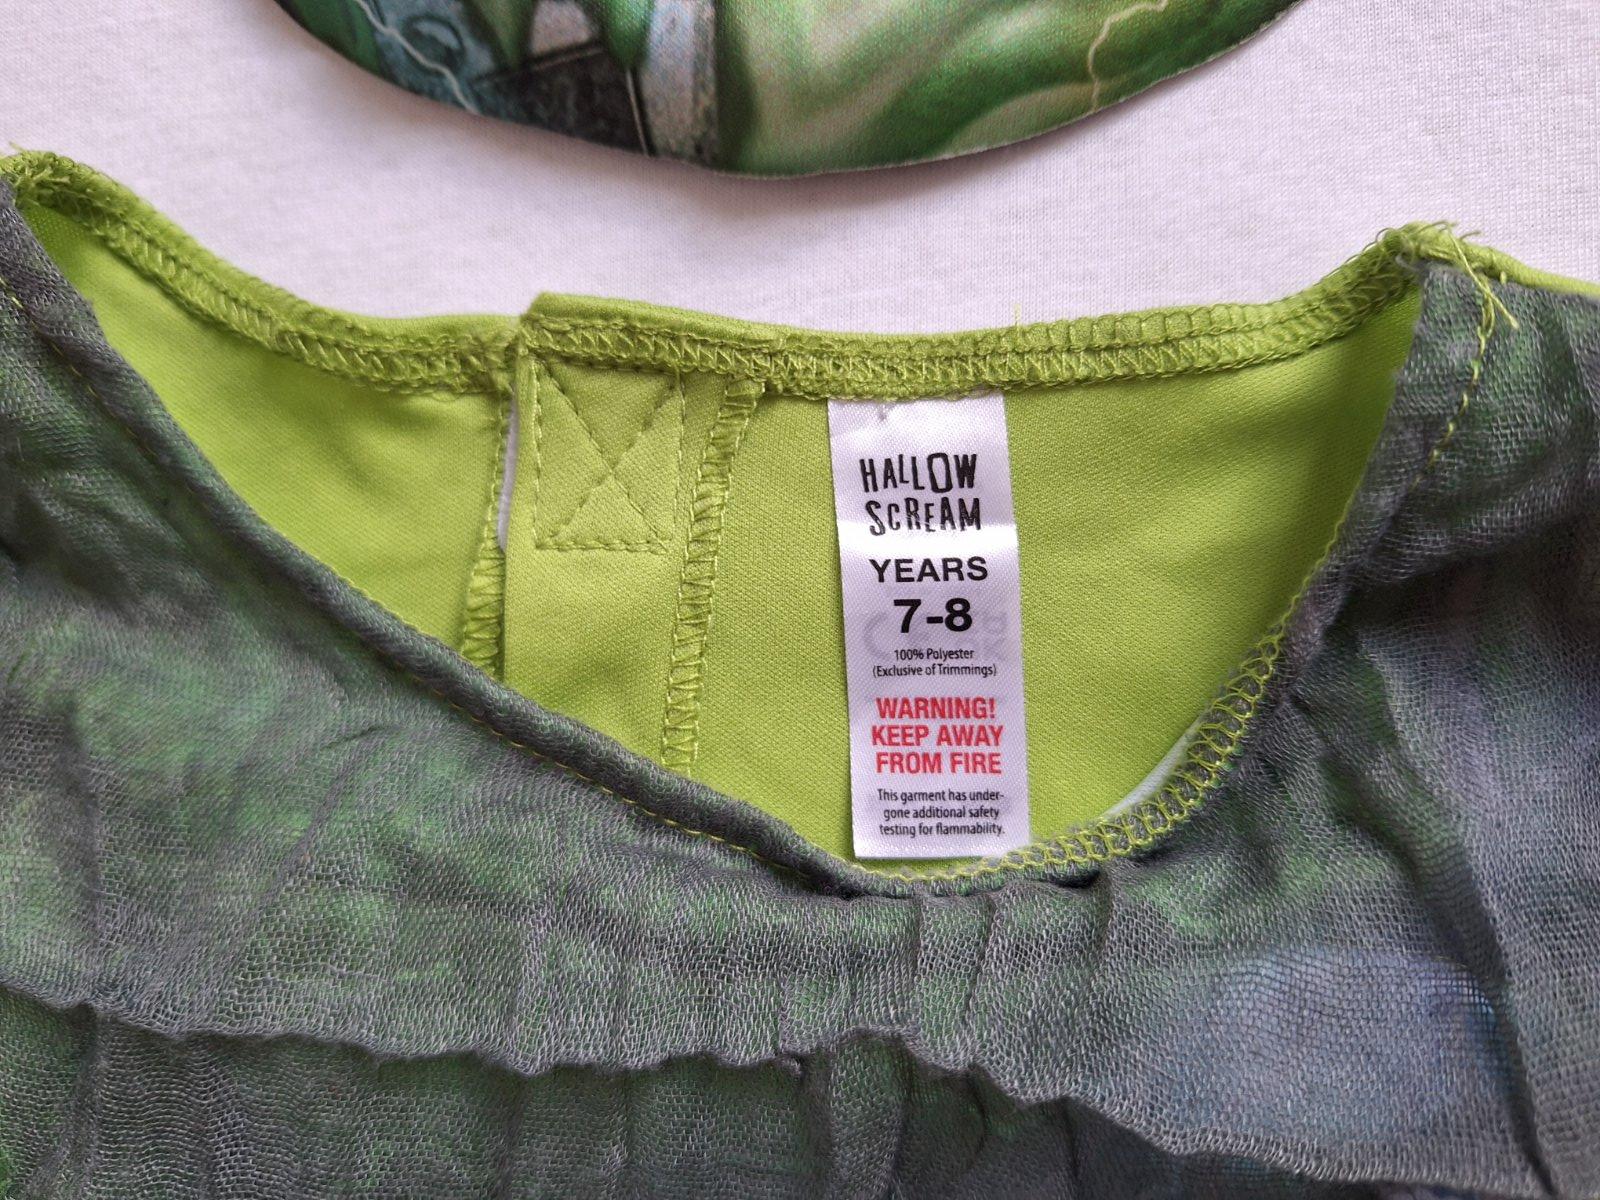 HALLOW
SCREAM
YEARS
7-8
100% Polyester
(Exclusive of Trimmings)
WARNING!
KEEP AWAY
FROM FIRE
This garment has under-
gone additional safety
testing for flammability.